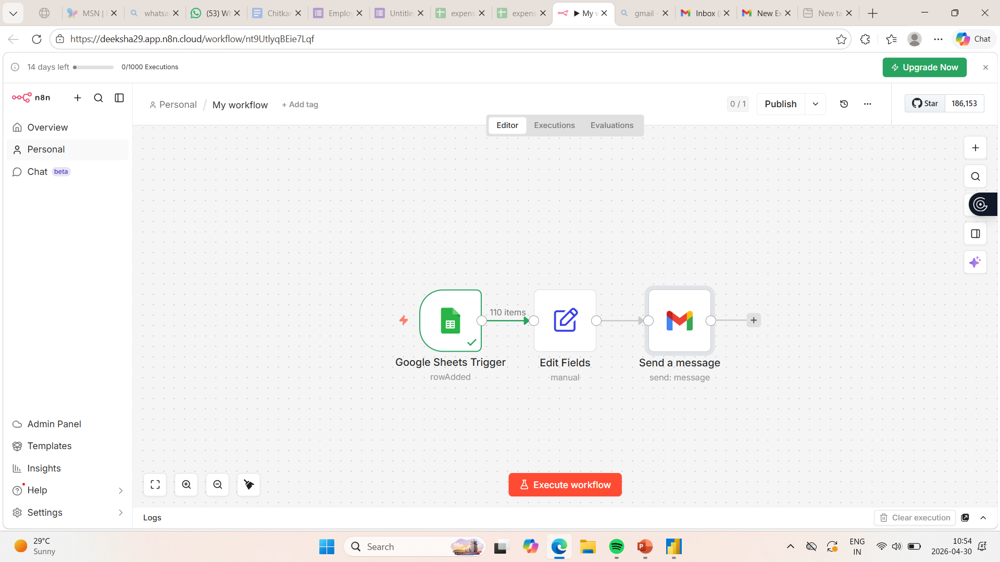 MSN |
whatsa
(53) W
Chitkar
Employ
Untitle
expens
expens
▶ My
gmail -
Inbox (
New Ex
New ta
https://deeksha29.app.n8n.cloud/workflow/nt9UtlyqBEie7Lqf
Chat
14 days left
0/1000 Executions
Upgrade Now
n8n
Personal / My workflow + Add tag
0 / 1
Publish
Star 186,153
Editor Executions Evaluations
Overview
Personal
Chat beta
110 items
Google Sheets Trigger
rowAdded
Edit Fields
manual
Send a message
send: message
Admin Panel
Templates
Insights
Help
Settings
Execute workflow
Logs
Clear execution
29°C
Sunny
Search
ENG
IN
10:54
2026-04-30